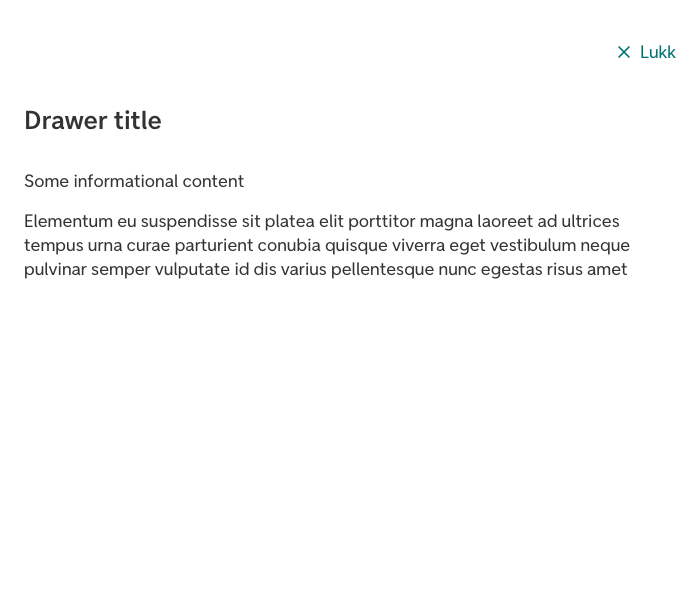 Lukk
Drawer title
Some informational content
Elementum eu suspendisse sit platea elit porttitor magna laoreet ad ultrices
tempus urna curae parturient conubia quisque viverra eget vestibulum neque
pulvinar semper vulputate id dis varius pellentesque nunc egestas risus amet